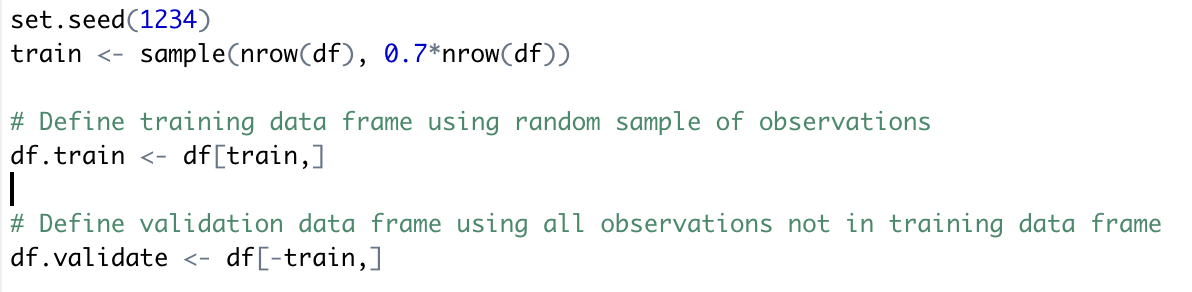 set.seed(1234)
train <- sample(nrow(df), 0.7*nrow(df))
# Define training data frame using random sample of observations
df.train <- df[train,]
# Define validation data frame using all observations not in training data frame
df.validate <- df[-train,]